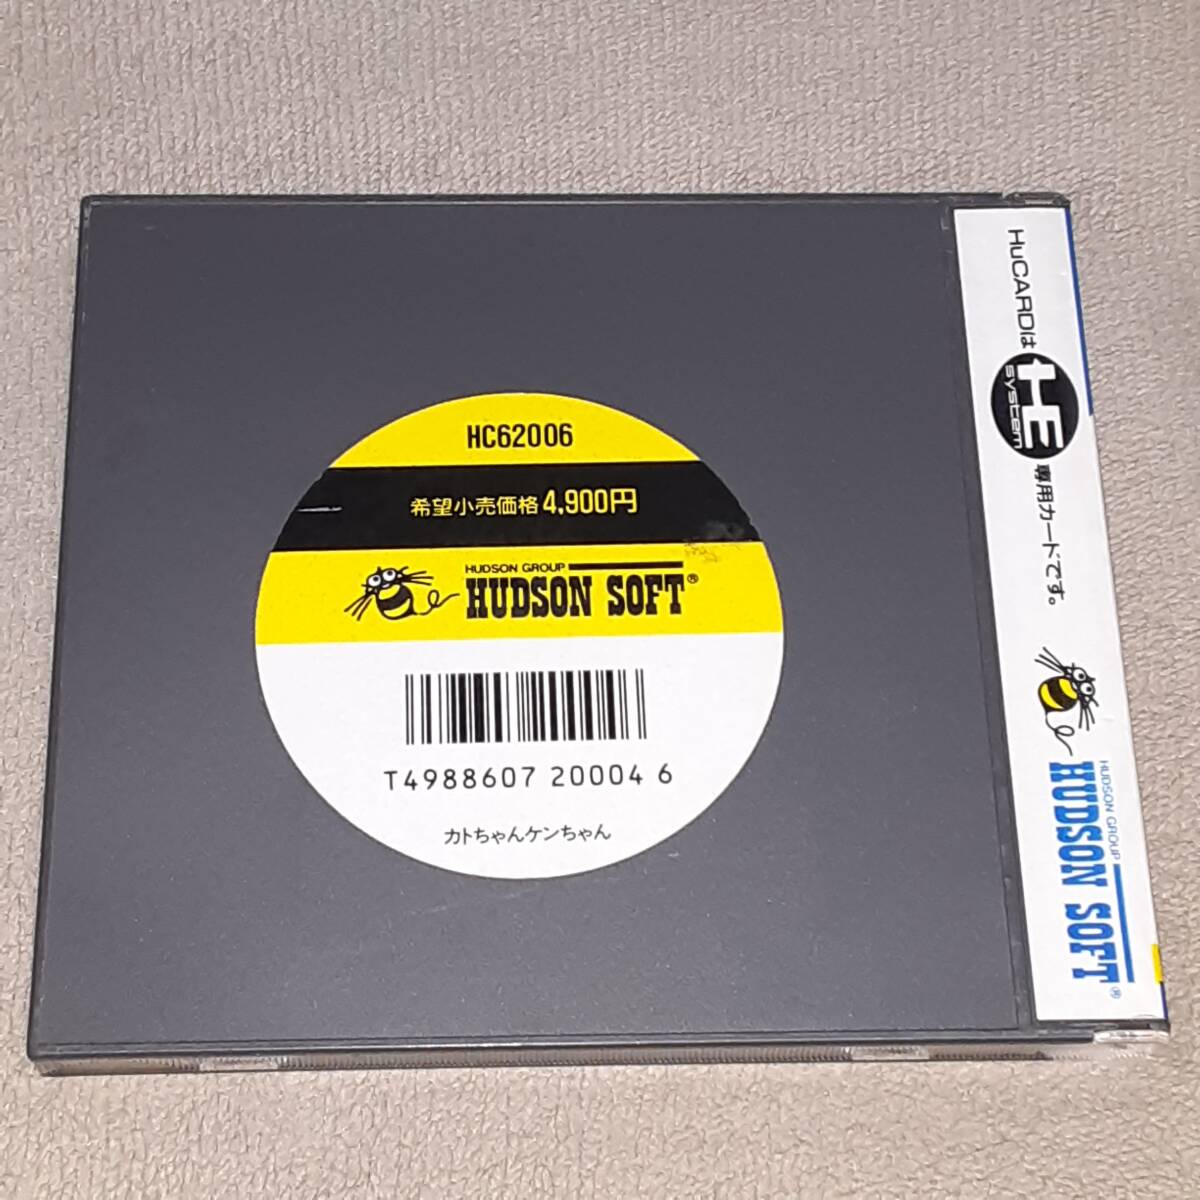 HC62006
希望小売価格 4,900円
HUDSON GROUP
HUDSON SOFT®
T4988607 20004 6
カトちゃんケンちゃん
HuCARDは HE system 専用カードです。
HUDSON GROUP
HUDSON SOFT®